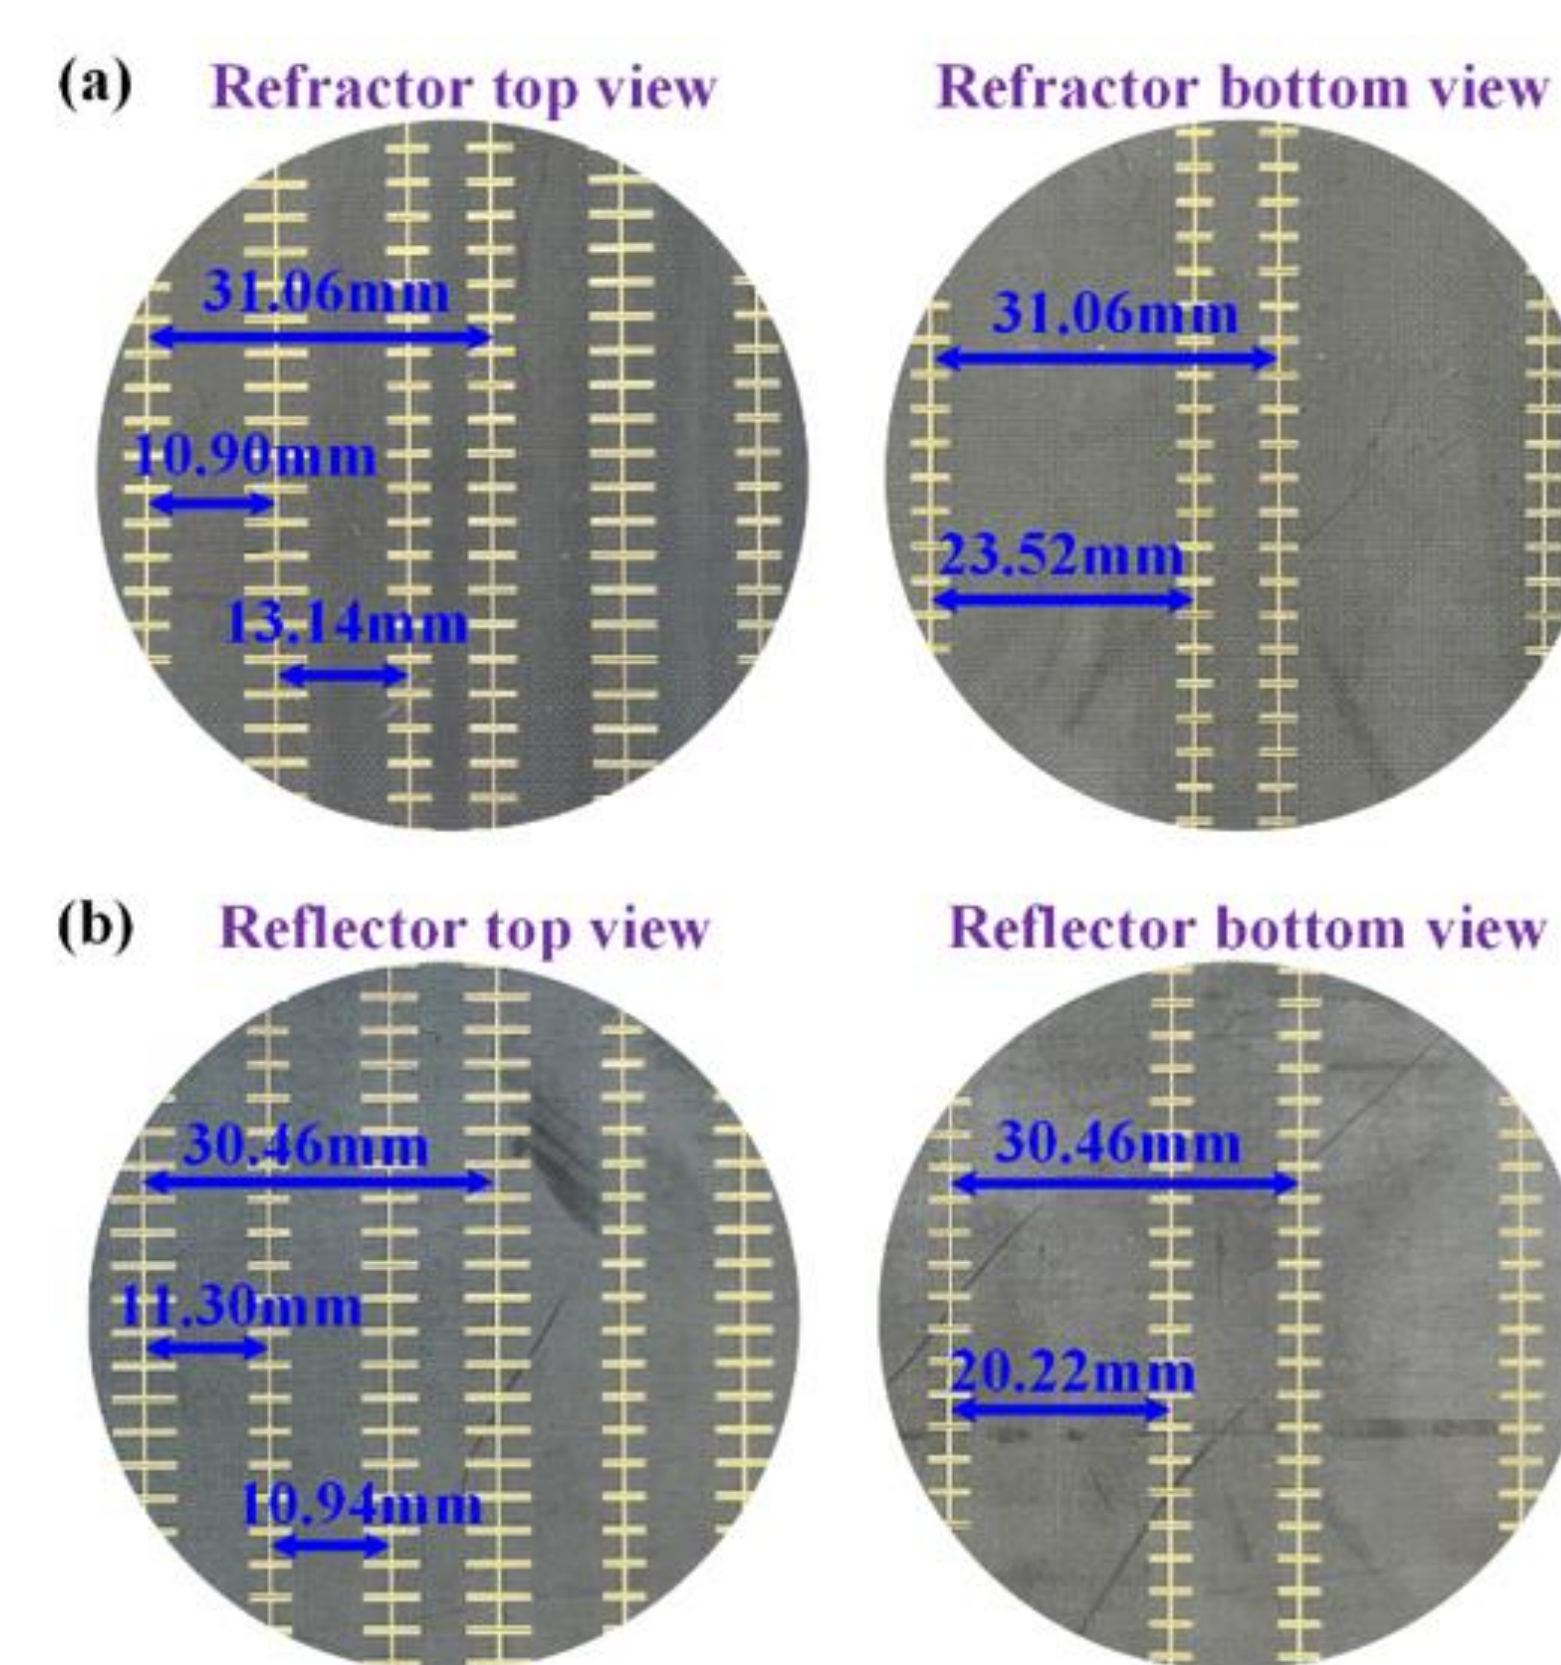 (a) Refractor top view Refractor bottom view
31.06mm 31.06mm
10.90mm
23.52mm
13.14mm
(b) Reflector top view Reflector bottom view
30.46mm 30.46mm
11.30mm
20.22mm
10.94mm